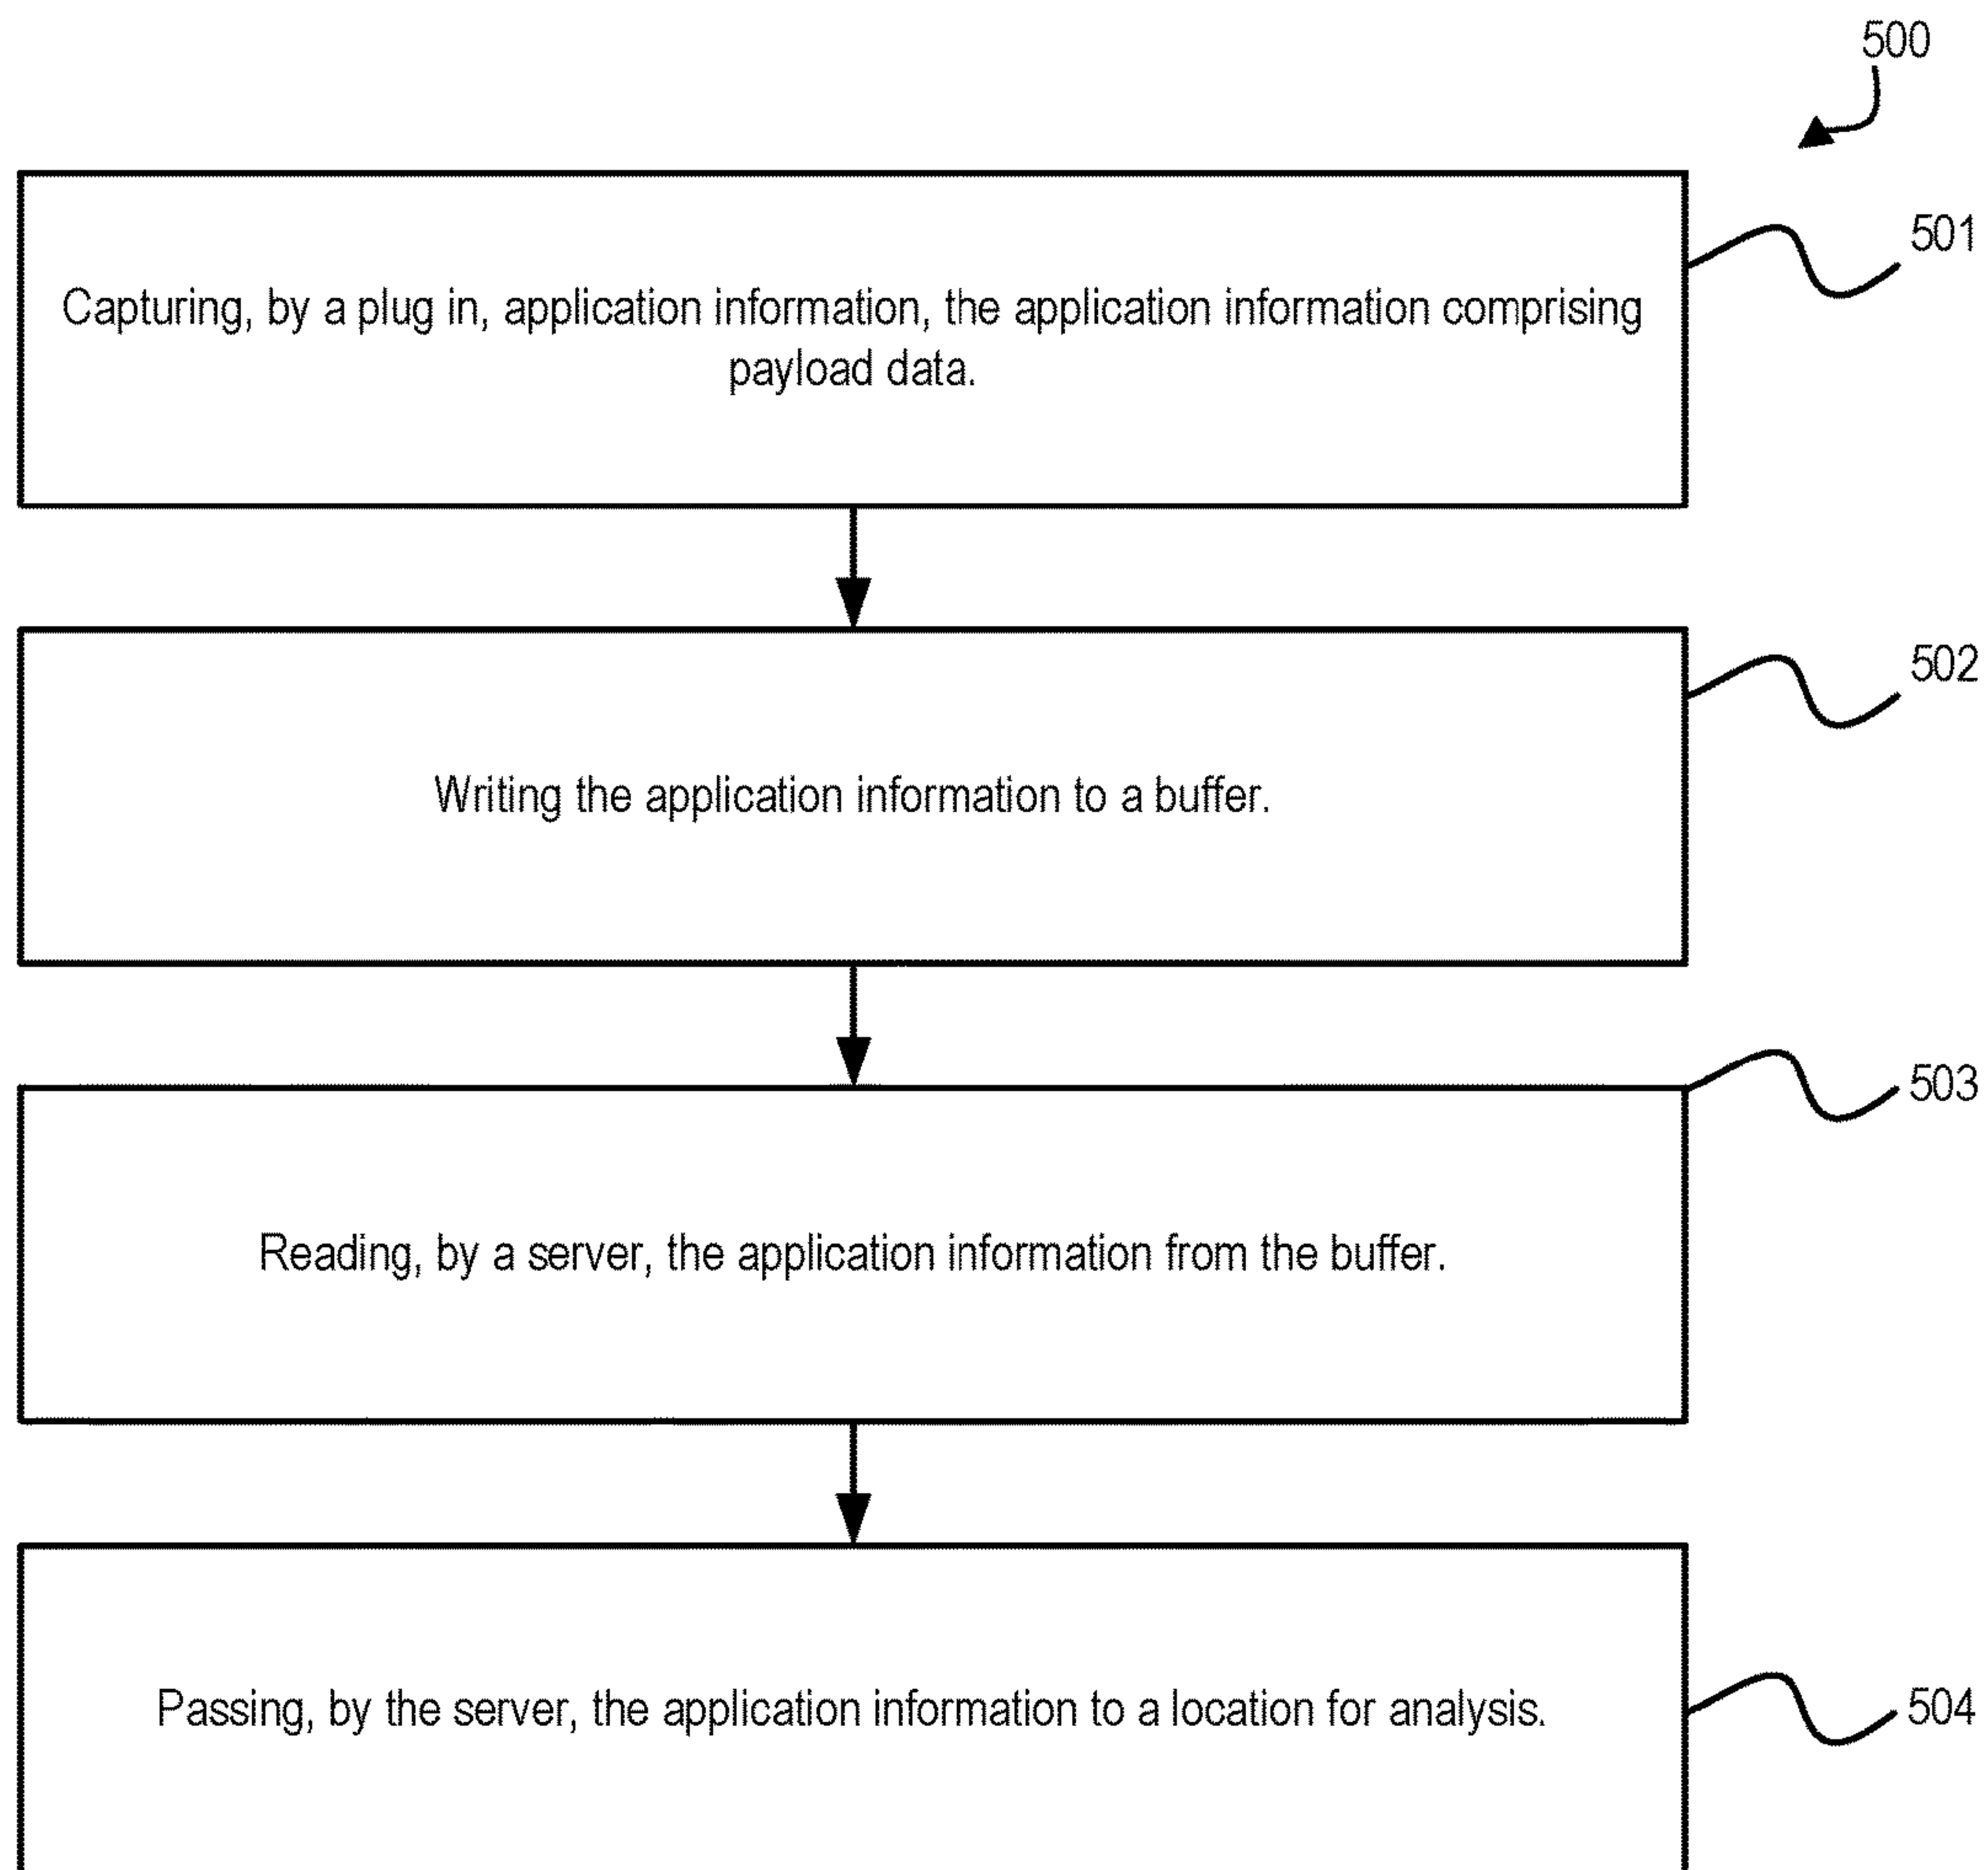 500
501
Capturing, by a plug in, application information, the application information comprising
payload data.
502
Writing the application information to a buffer.
503
Reading, by a server, the application information from the buffer.
Passing, by the server, the application information to a location for analysis.
504